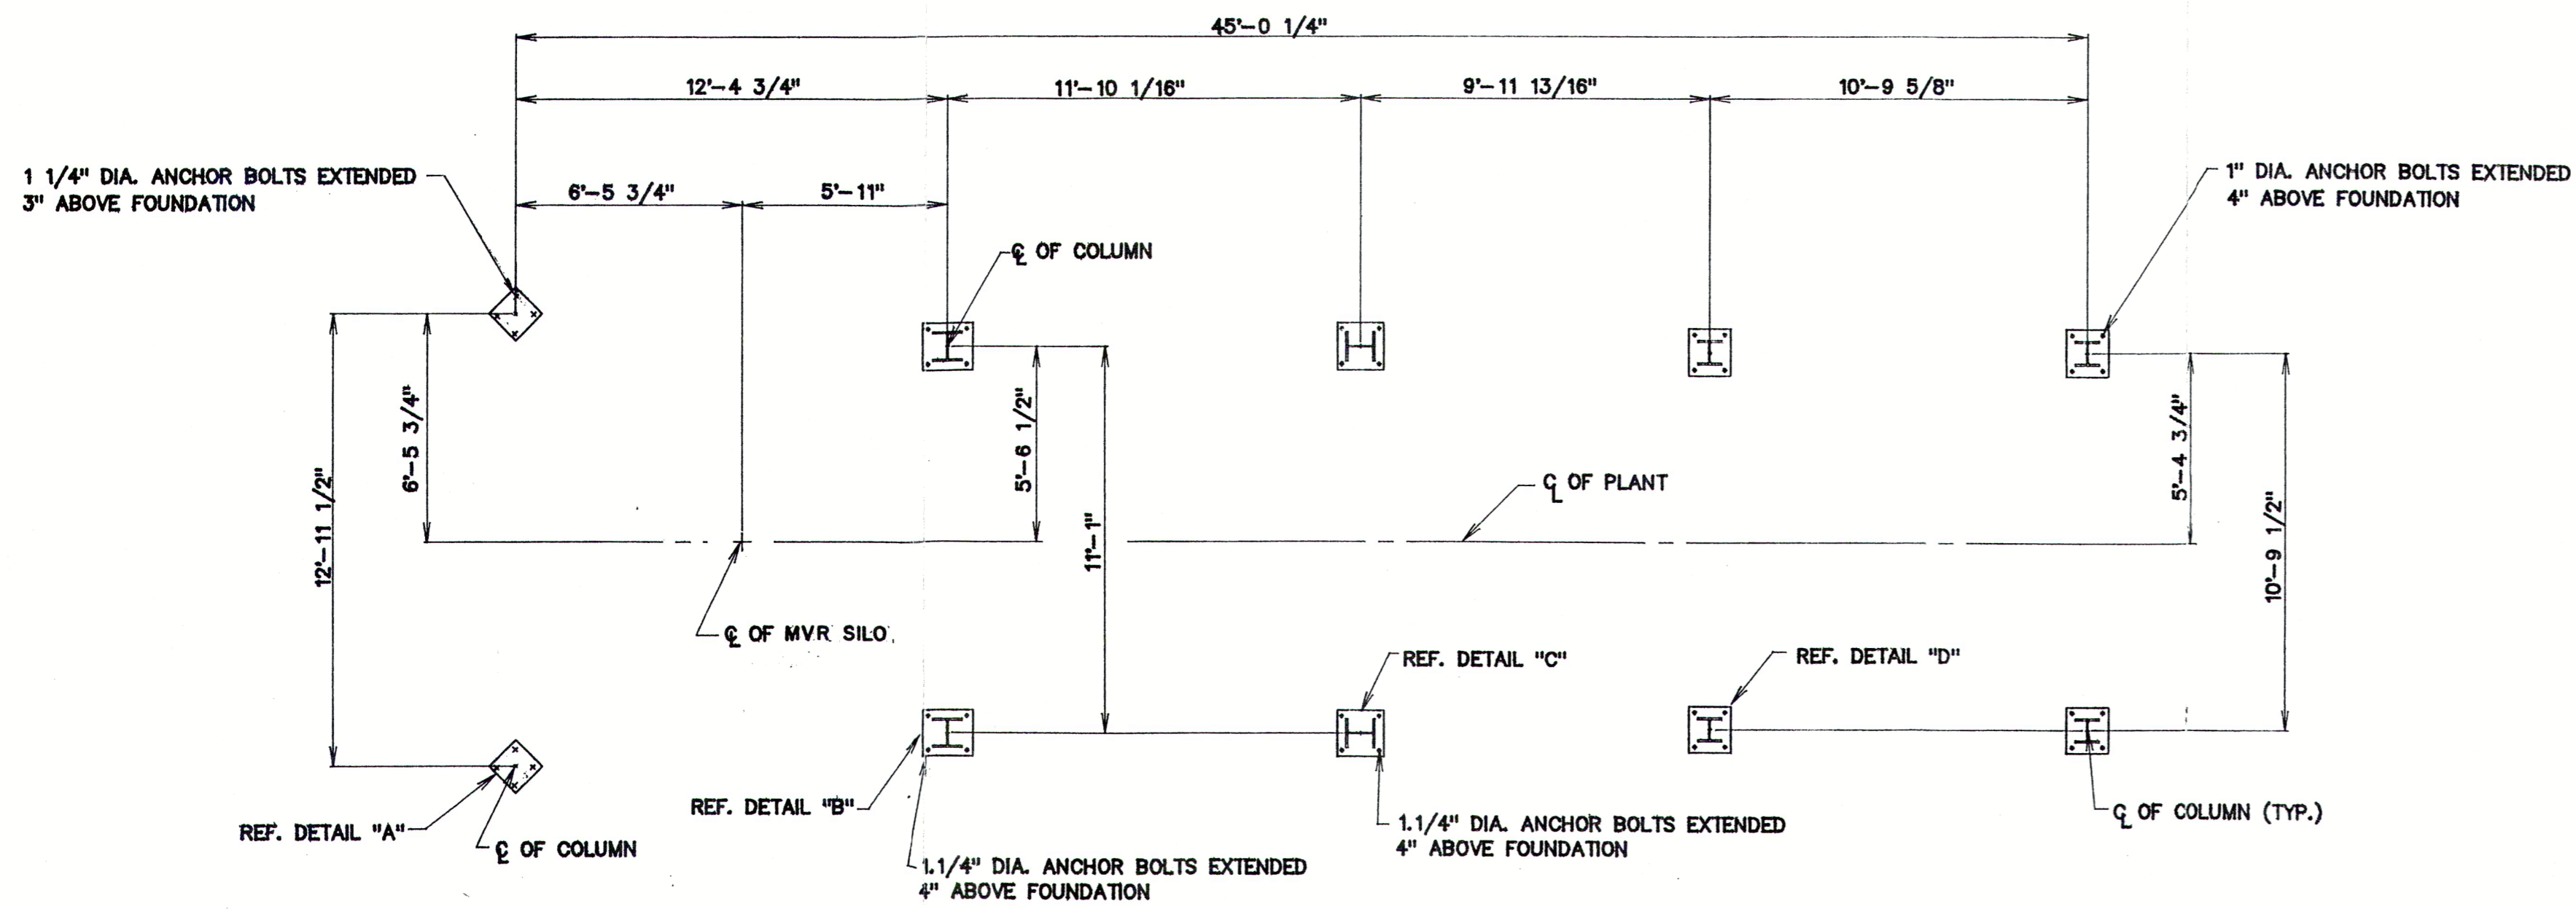 45'-0 1/4"
12'-4 3/4"
11'-10 1/16"
9'-11 13/16"
10'-9 5/8"
1 1/4" DIA. ANCHOR BOLTS EXTENDED
3" ABOVE FOUNDATION
6'-5 3/4"
5'-11"
1" DIA. ANCHOR BOLTS EXTENDED
4" ABOVE FOUNDATION
℄ OF COLUMN
12'-11 1/2"
6'-5 3/4"
5'-6 1/2"
11'-1"
℄ OF PLANT
5'-4 3/4"
10'-9 1/2"
℄ OF MVR SILO
REF. DETAIL "C"
REF. DETAIL "D"
REF. DETAIL "A"
℄ OF COLUMN
REF. DETAIL "B"
1.1/4" DIA. ANCHOR BOLTS EXTENDED
4" ABOVE FOUNDATION
1.1/4" DIA. ANCHOR BOLTS EXTENDED
4" ABOVE FOUNDATION
℄ OF COLUMN (TYP.)